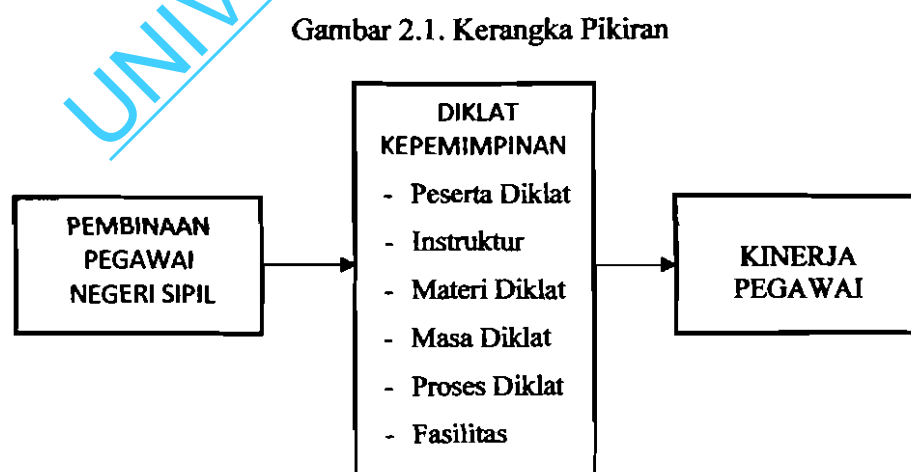 UNIV
Gambar 2.1. Kerangka Pikiran
PEMBINAAN
PEGAWAI
NEGERI SIPIL
DIKLAT
KEPEMIMPINAN
- Peserta Diklat
- Instruktur
- Materi Diklat
- Masa Diklat
- Proses Diklat
- Fasilitas
KINERJA
PEGAWAI